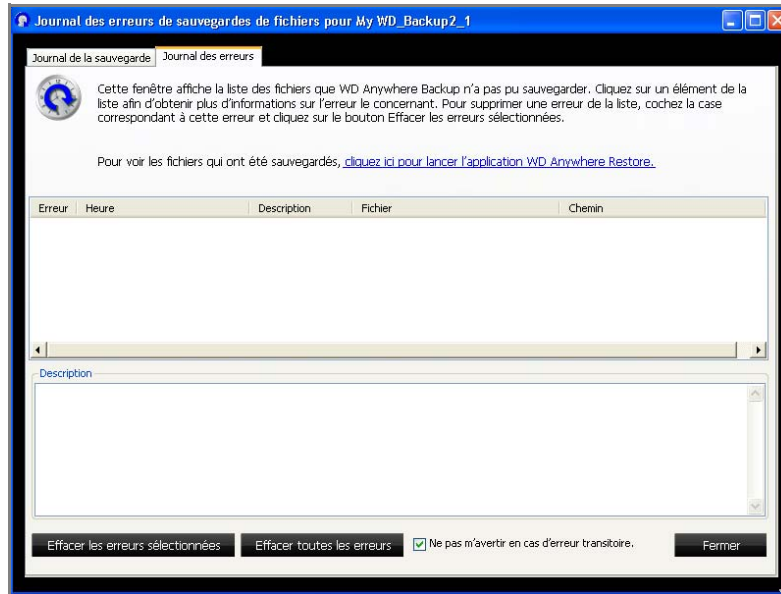 Journal des erreurs de sauvegardes de fichiers pour My WD_Backup2_1
Journal de la sauvegarde Journal des erreurs
Cette fenêtre affiche la liste des fichiers que WD Anywhere Backup n'a pas pu sauvegarder. Cliquez sur un élément de la
liste afin d'obtenir plus d'informations sur l'erreur le concernant. Pour supprimer une erreur de la liste, cochez la case
correspondant à cette erreur et cliquez sur le bouton Effacer les erreurs sélectionnées.
Pour voir les fichiers qui ont été sauvegardés, cliquez ici pour lancer l'application WD Anywhere Restore.
Erreur Heure Description Fichier Chemin
Description
Effacer les erreurs sélectionnées Effacer toutes les erreurs Ne pas m'avertir en cas d'erreur transitoire. Fermer